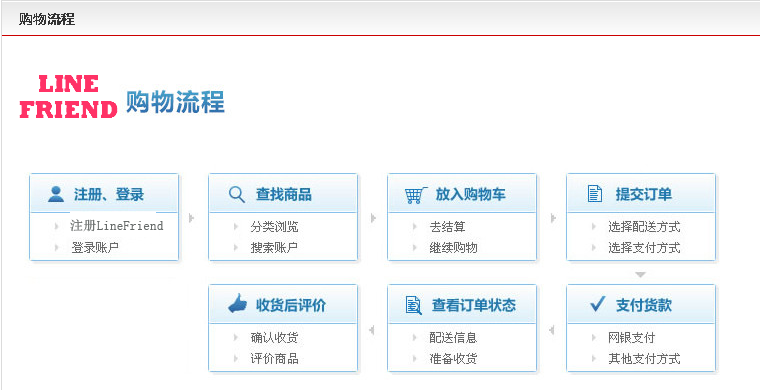 购物流程
LINE
FRIEND
购物流程
注册、登录
注册LineFriend
登录账户
查找商品
分类浏览
搜索账户
放入购物车
去结算
继续购物
提交订单
选择配送方式
选择支付方式
收货后评价
确认收货
评价商品
查看订单状态
配送信息
准备收货
支付货款
网银支付
其他支付方式